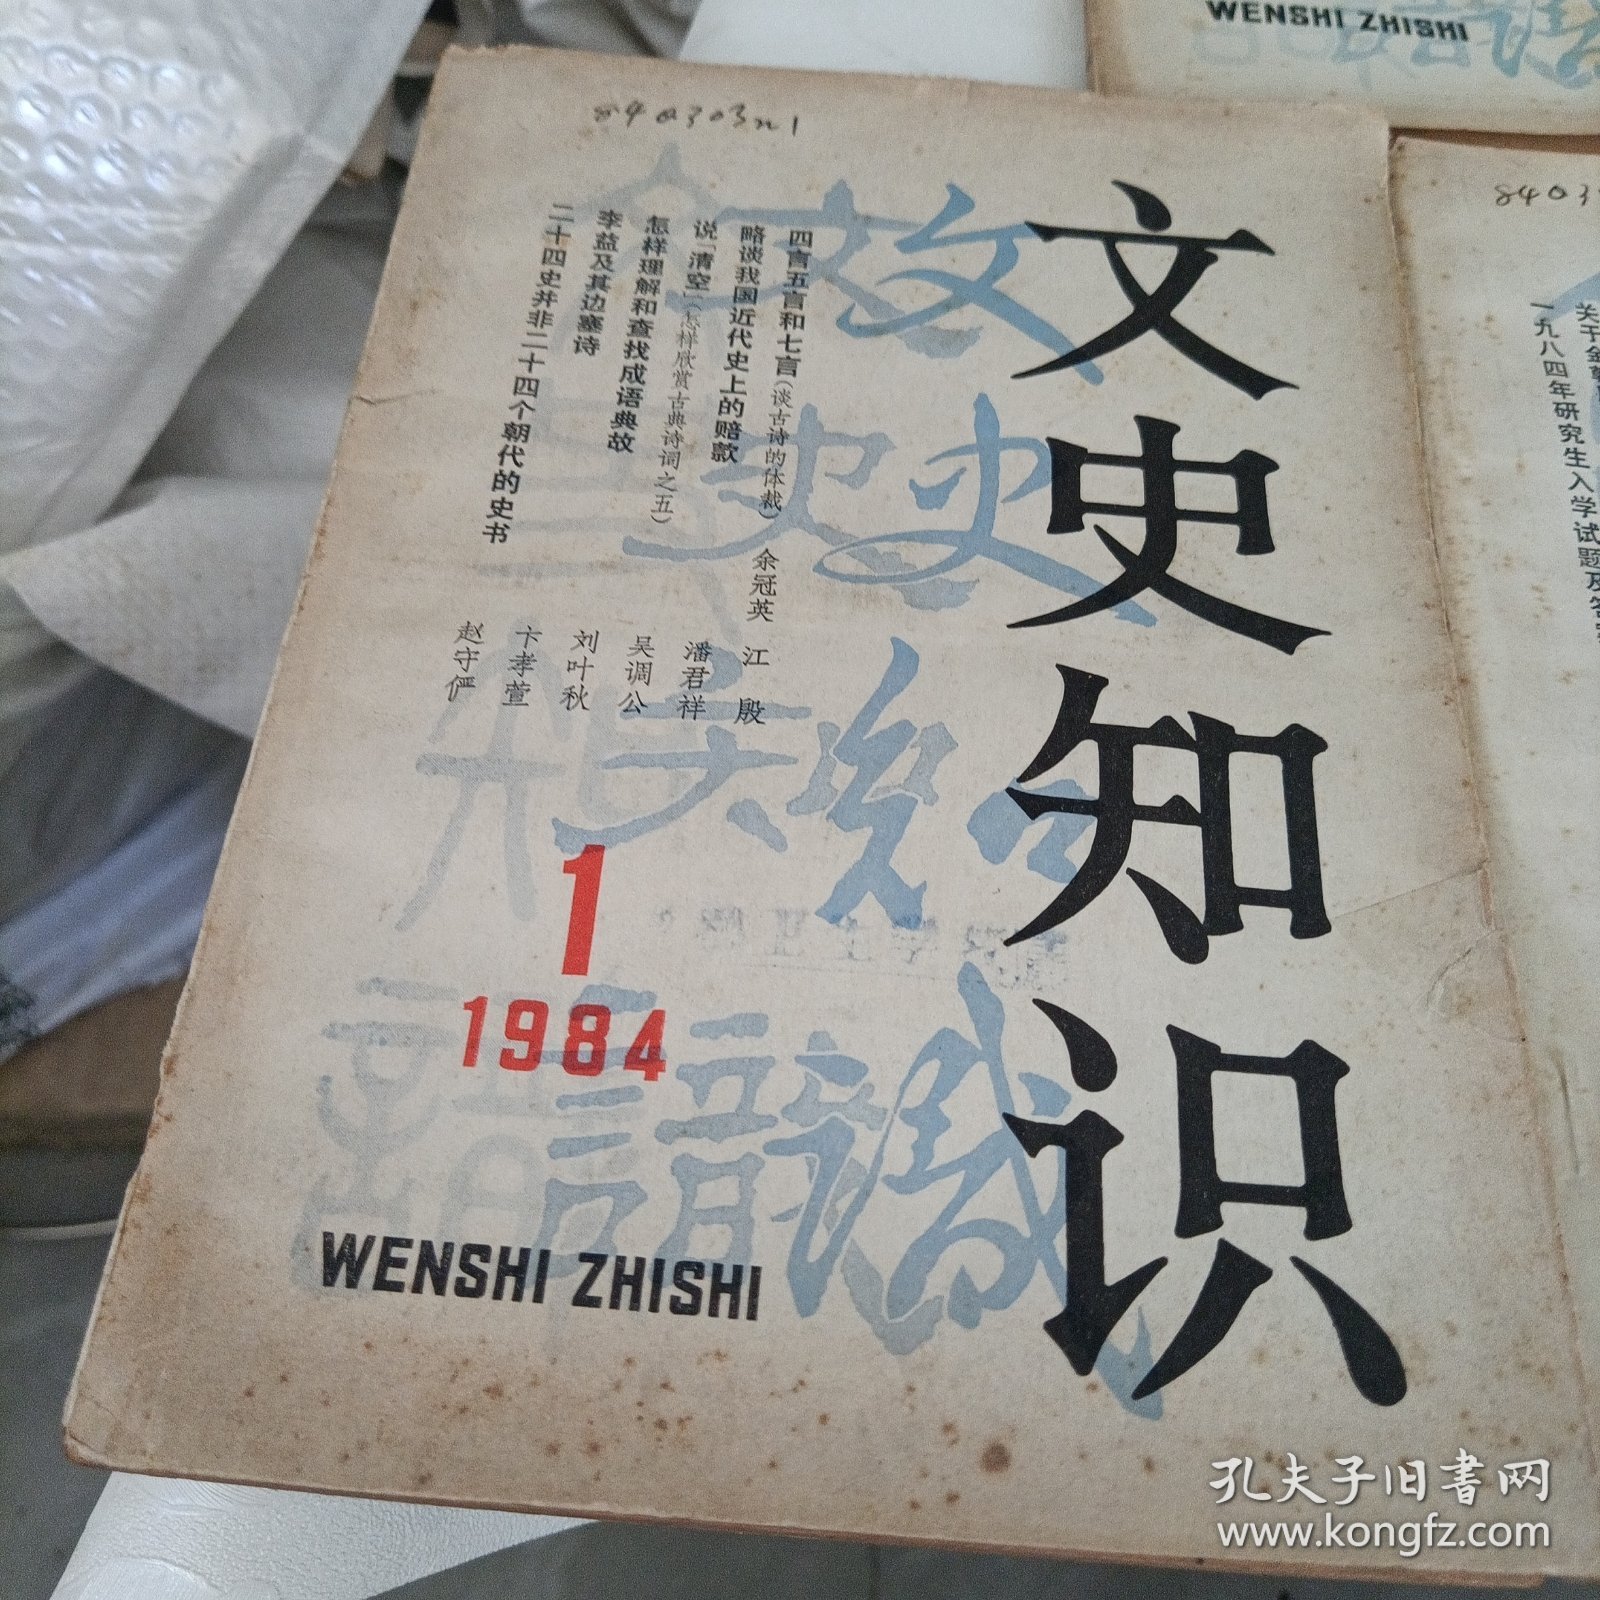 840303n1
文史知识
四言五言和七言(谈古诗的体裁) 余冠英 江 殷
略谈我国近代史上的赔款 潘君祥
说「清空」(怎样欣赏古典诗词之五) 吴调公
怎样理解和查找成语典故 刘叶秋
李益及其边塞诗 卞孝萱
二十四史并非二十四个朝代的史书 赵守俨
1
1984
WENSHI ZHISHI
WENSHI ZHISHI
8403
一九八四年研究生入学试题及答案
孔夫子旧书网
www.kongfz.com